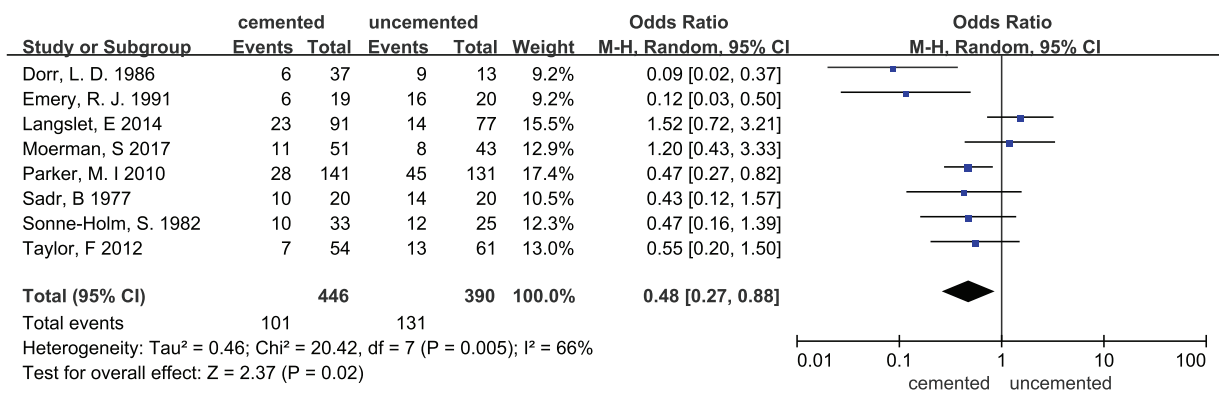 cemented uncemented Odds Ratio Odds Ratio
Study or Subgroup Events Total Events Total Weight M-H, Random, 95% CI M-H, Random, 95% CI
Dorr, L. D. 1986 6 37 9 13 9.2% 0.09 [0.02, 0.37]
Emery, R. J. 1991 6 19 16 20 9.2% 0.12 [0.03, 0.50]
Langslet, E 2014 23 91 14 77 15.5% 1.52 [0.72, 3.21]
Moerman, S 2017 11 51 8 43 12.9% 1.20 [0.43, 3.33]
Parker, M. I 2010 28 141 45 131 17.4% 0.47 [0.27, 0.82]
Sadr, B 1977 10 20 14 20 10.5% 0.43 [0.12, 1.57]
Sonne-Holm, S. 1982 10 33 12 25 12.3% 0.47 [0.16, 1.39]
Taylor, F 2012 7 54 13 61 13.0% 0.55 [0.20, 1.50]
Total (95% CI) 446 390 100.0% 0.48 [0.27, 0.88]
Total events 101 131
Heterogeneity: Tau² = 0.46; Chi² = 20.42, df = 7 (P = 0.005); I² = 66%
Test for overall effect: Z = 2.37 (P = 0.02)
0.01 0.1 1 10 100
cemented uncemented